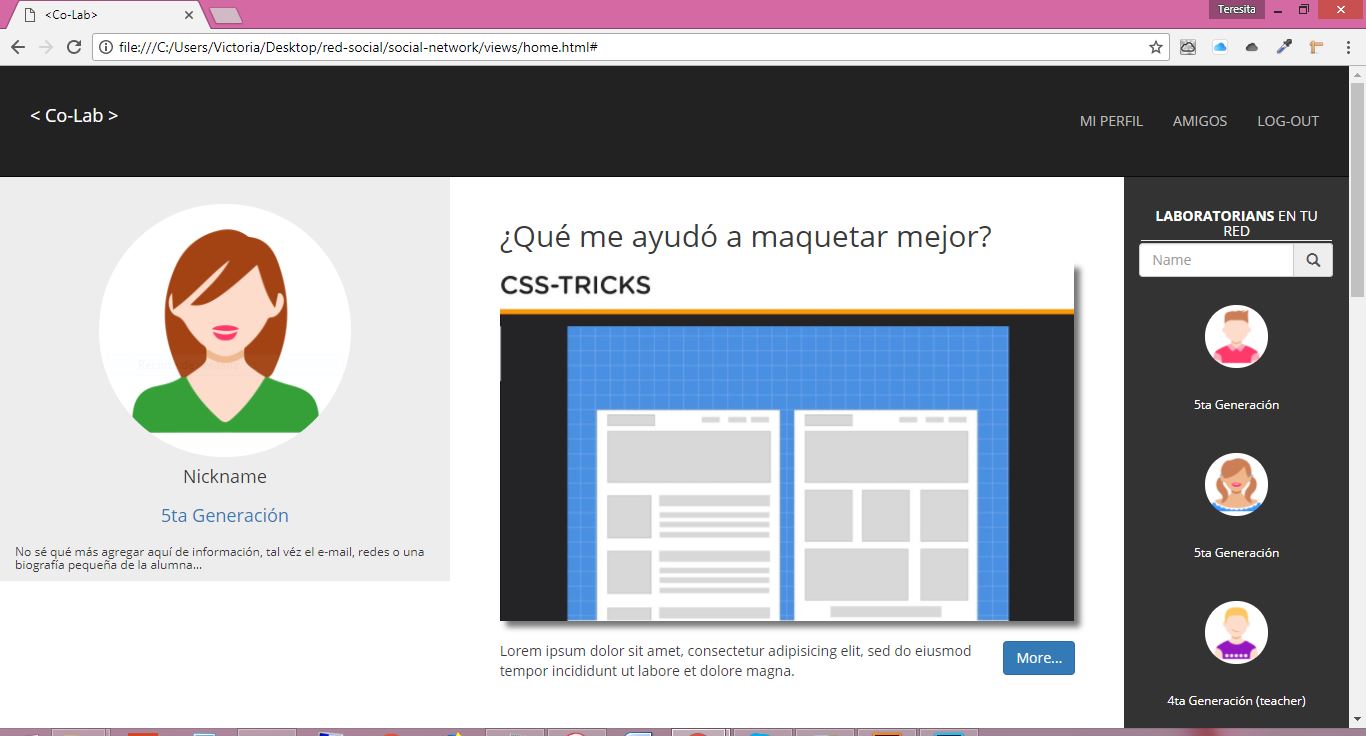 <Co-Lab>
Teresita
file:///C:/Users/Victoria/Desktop/red-social/social-network/views/home.html#
< Co-Lab >
MI PERFIL
AMIGOS
LOG-OUT
Nickname
5ta Generación
No sé qué más agregar aquí de información, tal véz el e-mail, redes o una
biografía pequeña de la alumna...
¿Qué me ayudó a maquetar mejor?
CSS-TRICKS
Lorem ipsum dolor sit amet, consectetur adipisicing elit, sed do eiusmod
tempor incididunt ut labore et dolore magna.
More...
LABORATORIANS EN TU
RED
Name
5ta Generación
5ta Generación
4ta Generación (teacher)